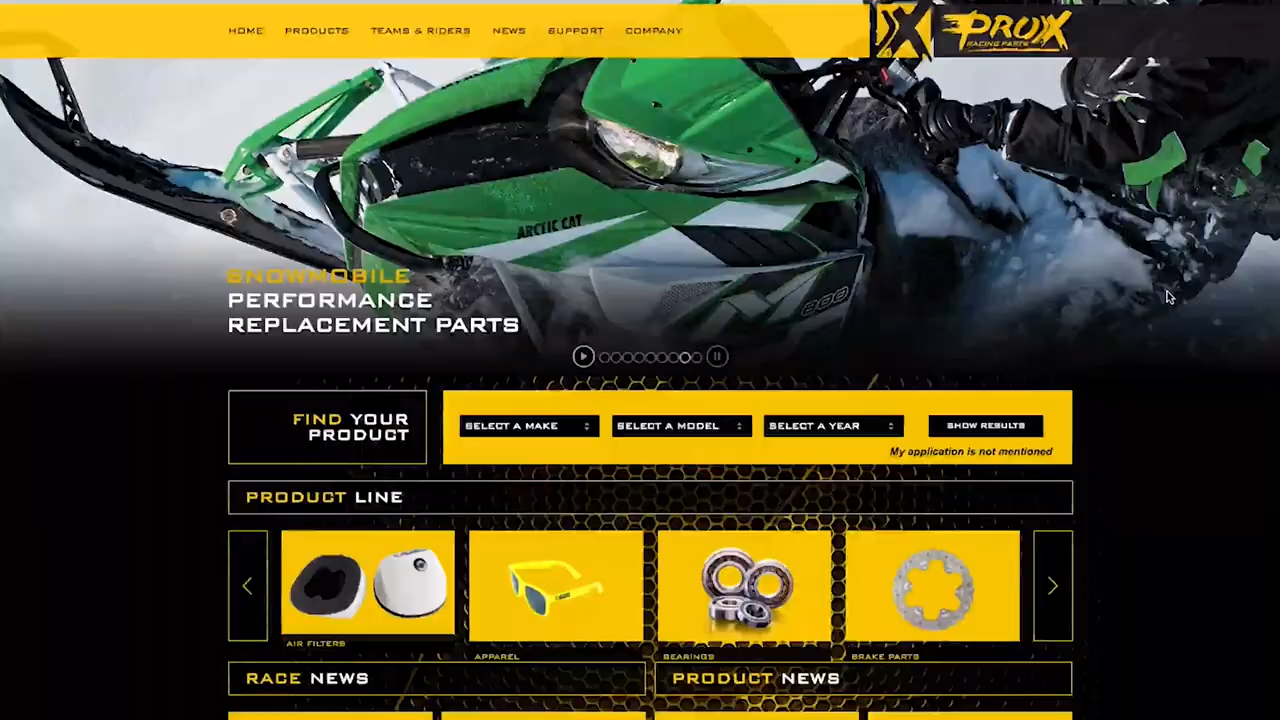 HOME PRODUCTS TEAMS & RIDERS NEWS SUPPORT COMPANY
PROX
RACING PARTS
ARCTIC CAT
800
SNOWMOBILE
PERFORMANCE
REPLACEMENT PARTS
FIND YOUR
PRODUCT
SELECT A MAKE SELECT A MODEL SELECT A YEAR SHOW RESULTS
My application is not mentioned
PRODUCT LINE
AIR FILTERS
APPAREL
BEARINGS
BRAKE PARTS
RACE NEWS
PRODUCT NEWS